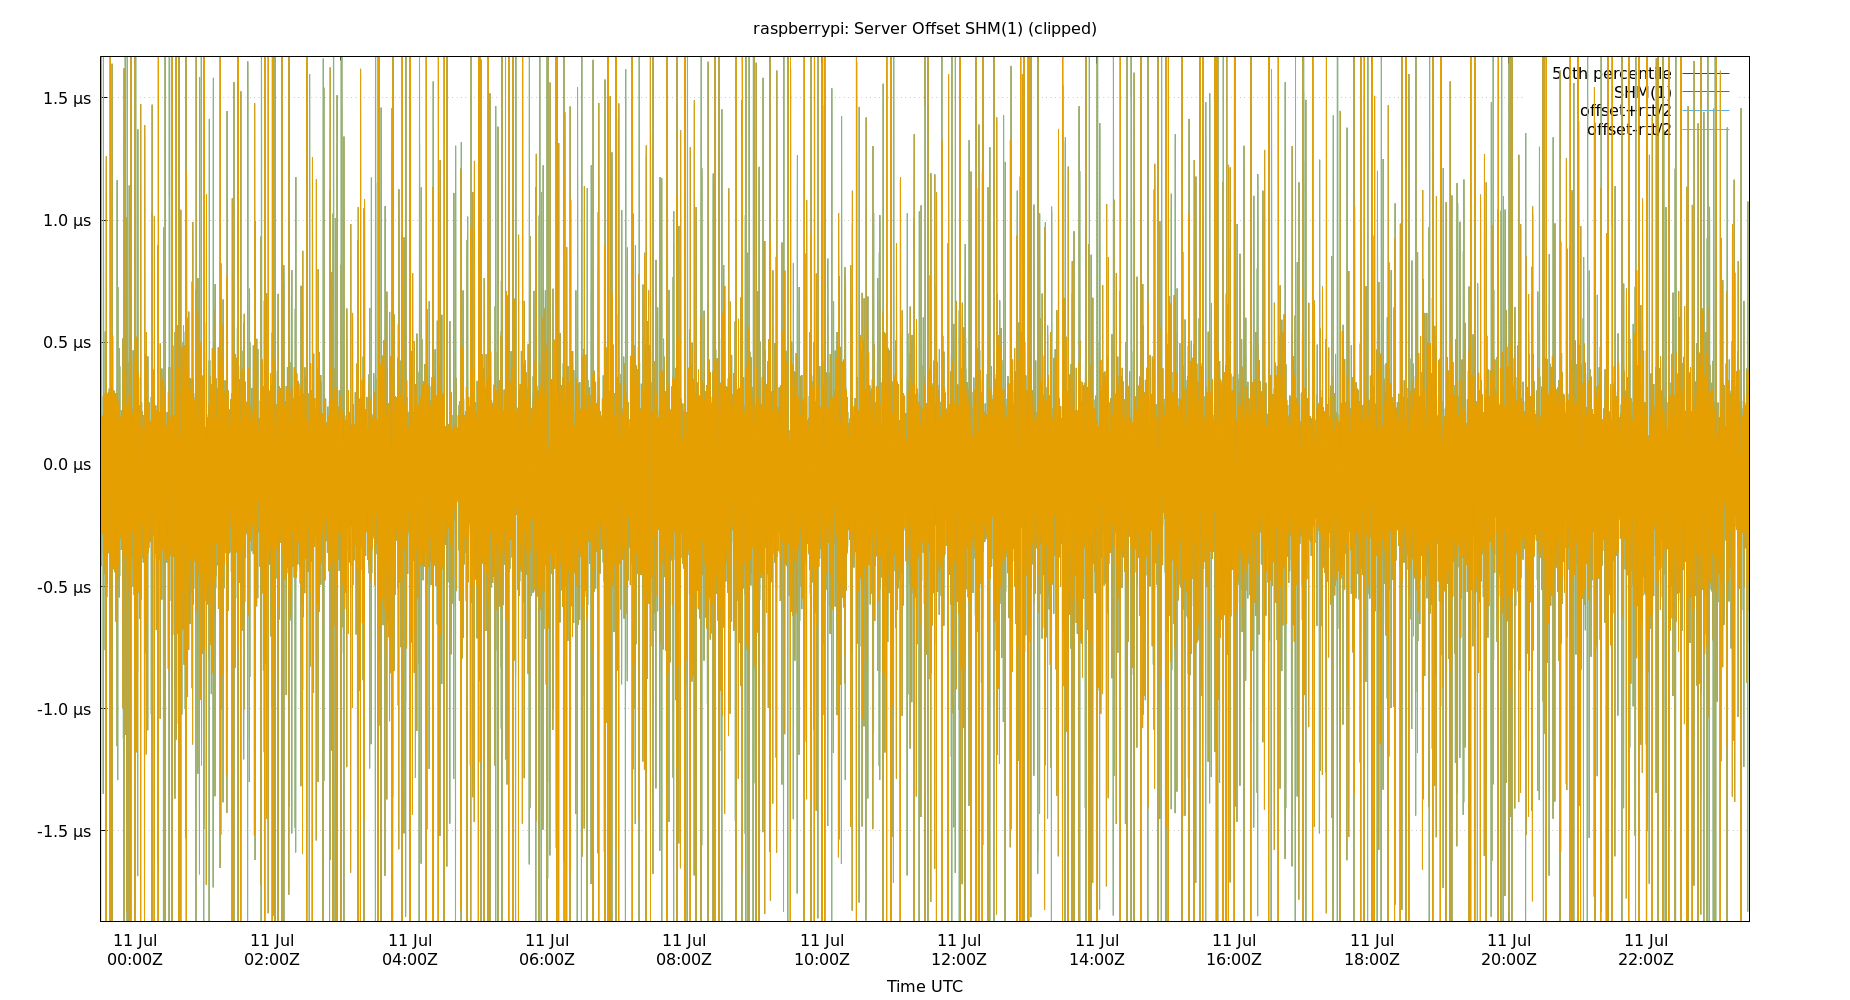 raspberrypi: Server Offset SHM(1) (clipped)
50th percentile
SHM(1)
offset+rtt/2
offset-rtt/2
1.5 µs
1.0 µs
0.5 µs
0.0 µs
-0.5 µs
-1.0 µs
-1.5 µs
11 Jul 11 Jul 11 Jul 11 Jul 11 Jul 11 Jul 11 Jul 11 Jul 11 Jul 11 Jul 11 Jul 11 Jul
00:00Z 02:00Z 04:00Z 06:00Z 08:00Z 10:00Z 12:00Z 14:00Z 16:00Z 18:00Z 20:00Z 22:00Z
Time UTC